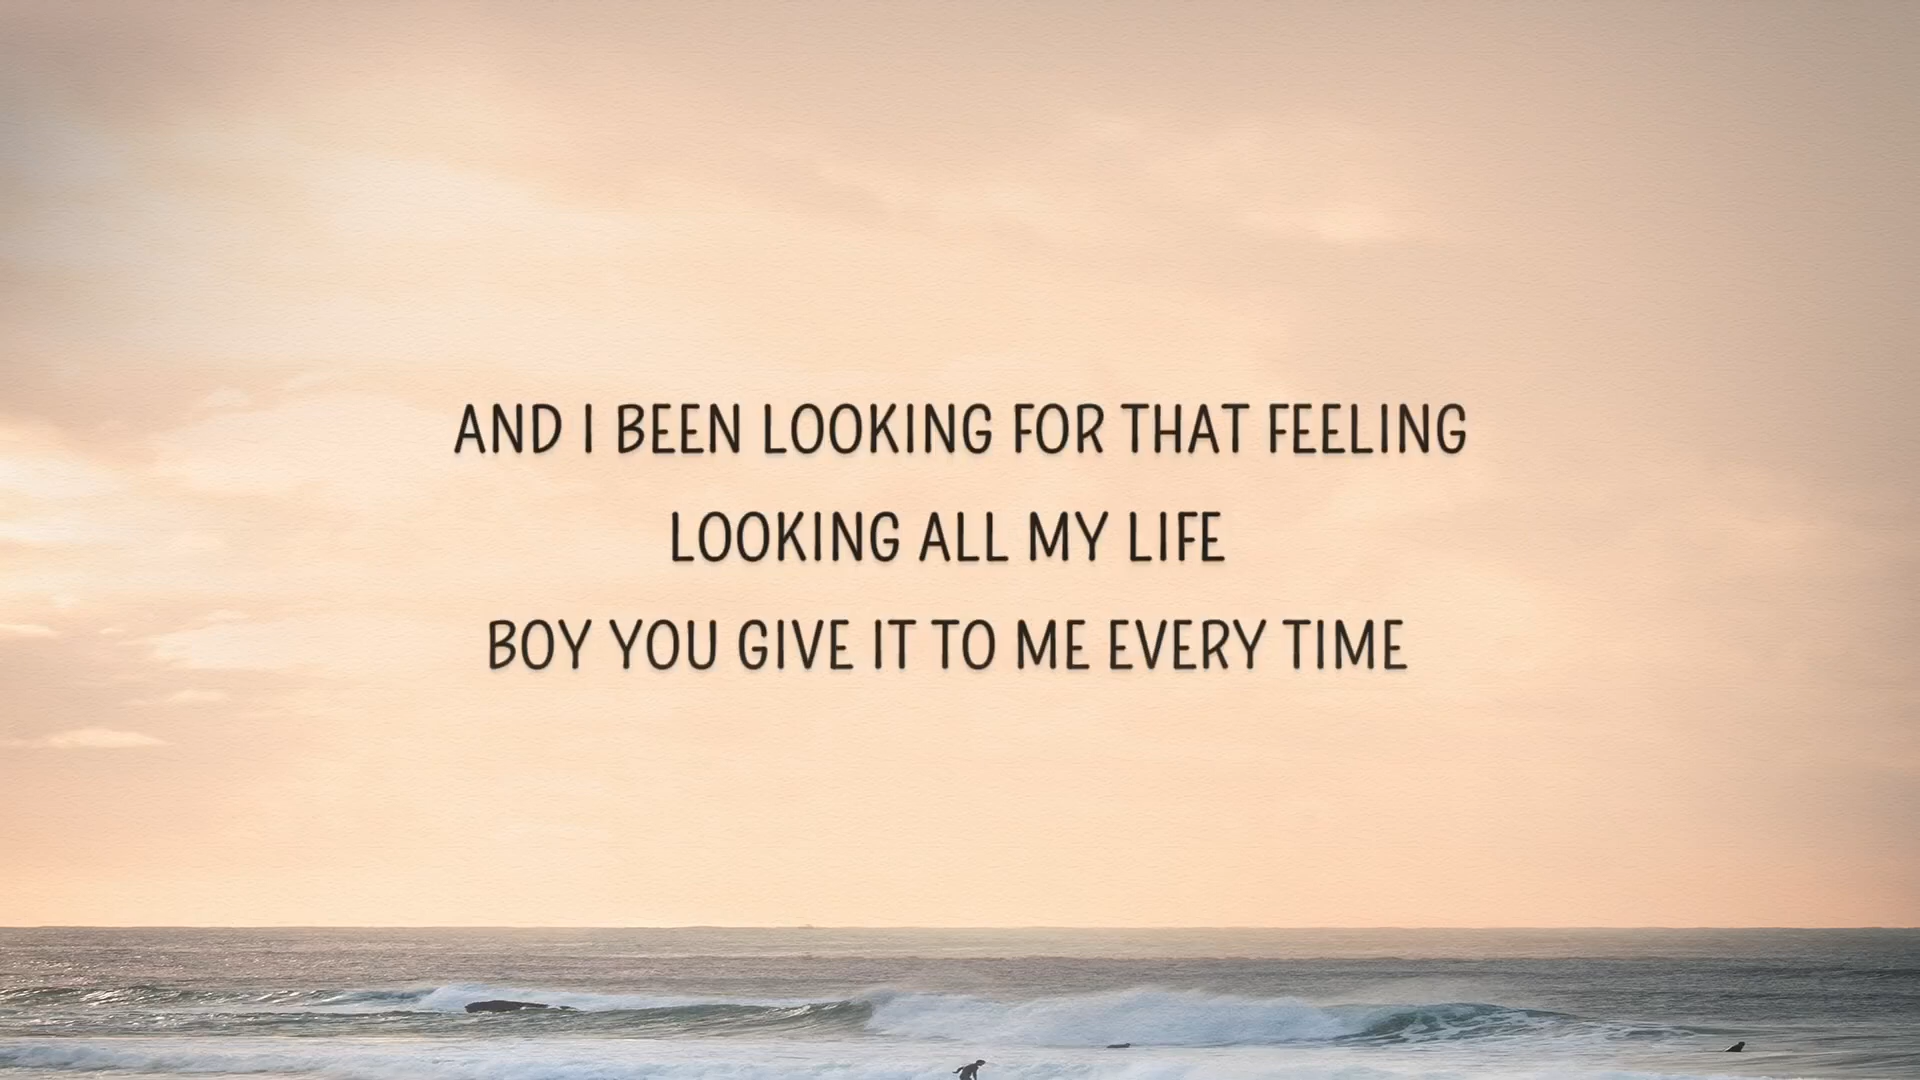 AND I BEEN LOOKING FOR THAT FEELING
LOOKING ALL MY LIFE
BOY YOU GIVE IT TO ME EVERY TIME